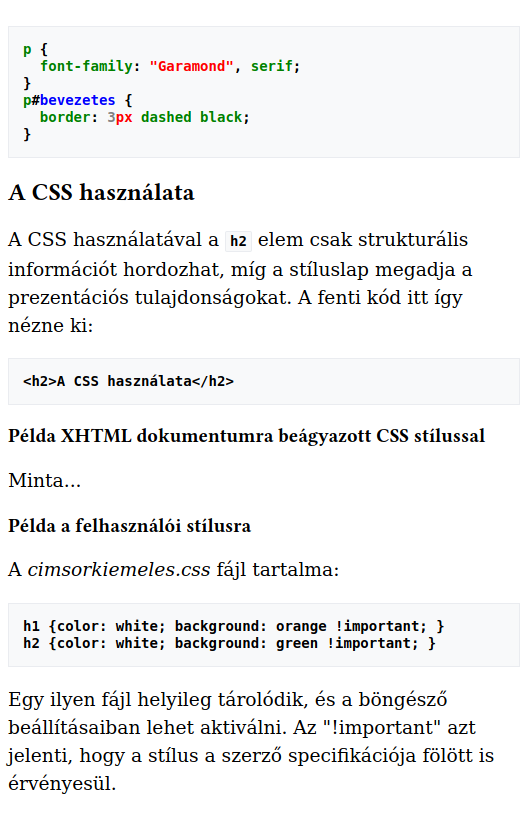 p {
  font-family: "Garamond", serif;
}
p#bevezetes {
  border: 3px dashed black;
}
A CSS használata
A CSS használatával a h2 elem csak strukturális
információt hordozhat, míg a stíluslap megadja a
prezentációs tulajdonságokat. A fenti kód itt így
nézne ki:
<h2>A CSS használata</h2>
Példa XHTML dokumentumra beágyazott CSS stílussal
Minta...
Példa a felhasználói stílusra
A cimsorkiemeles.css fájl tartalma:
h1 {color: white; background: orange !important; }
h2 {color: white; background: green !important; }
Egy ilyen fájl helyileg tárolódik, és a böngésző
beállításaiban lehet aktiválni. Az "!important" azt
jelenti, hogy a stílus a szerző specifikációja fölött is
érvényesül.